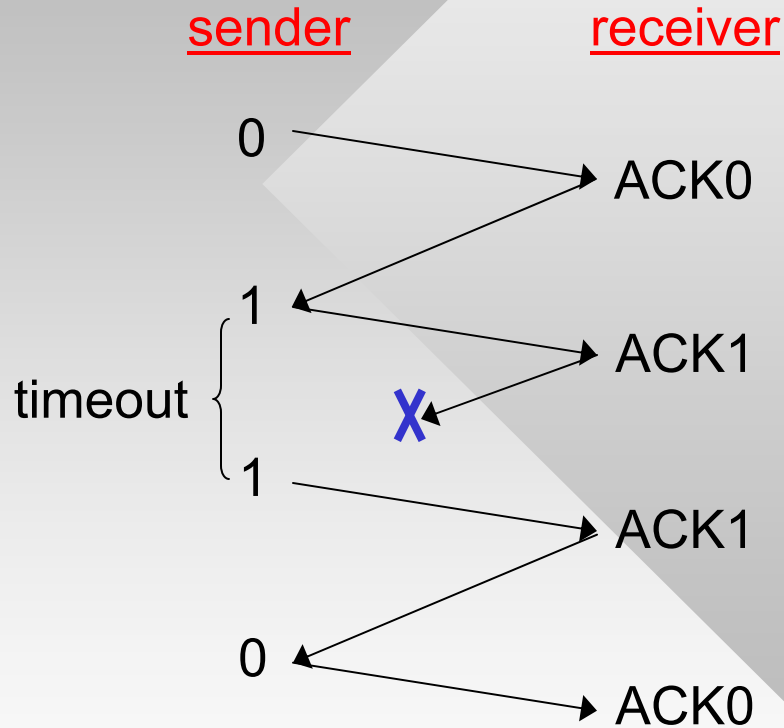 sender receiver
0
ACK0
1
ACK1
timeout
X
1
ACK1
0
ACK0